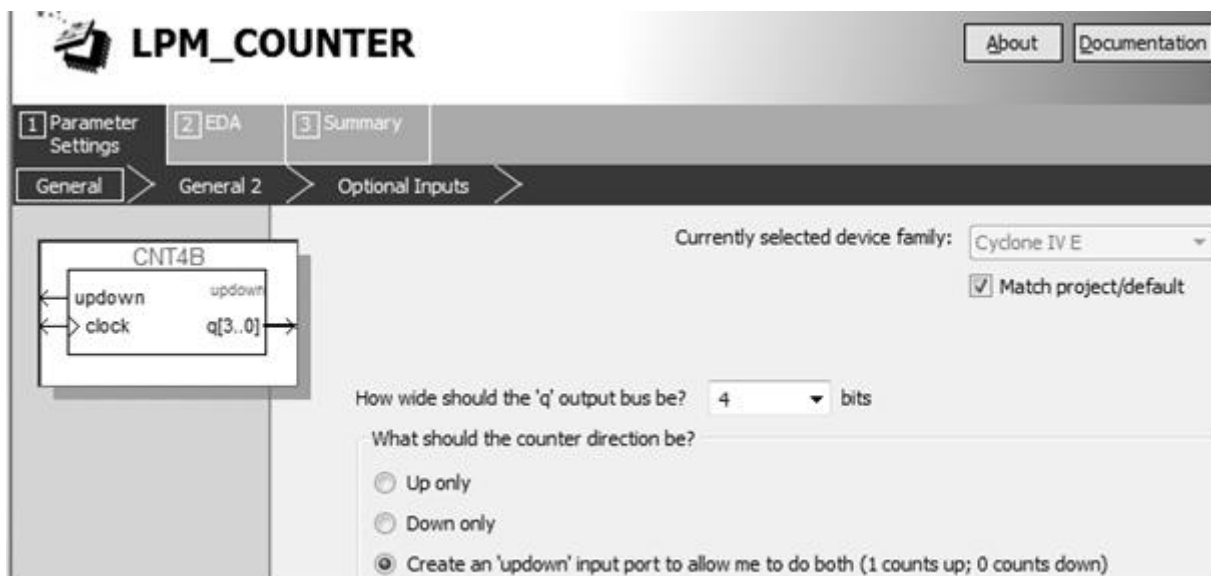 LPM_COUNTER
About
Documentation
1 Parameter Settings
2 EDA
3 Summary
General
General 2
Optional Inputs
Currently selected device family:
Cyclone IV E
Match project/default
CNT4B
updown
updown
clock
q[3..0]
How wide should the 'q' output bus be?
4
bits
What should the counter direction be?
Up only
Down only
Create an 'updown' input port to allow me to do both (1 counts up; 0 counts down)